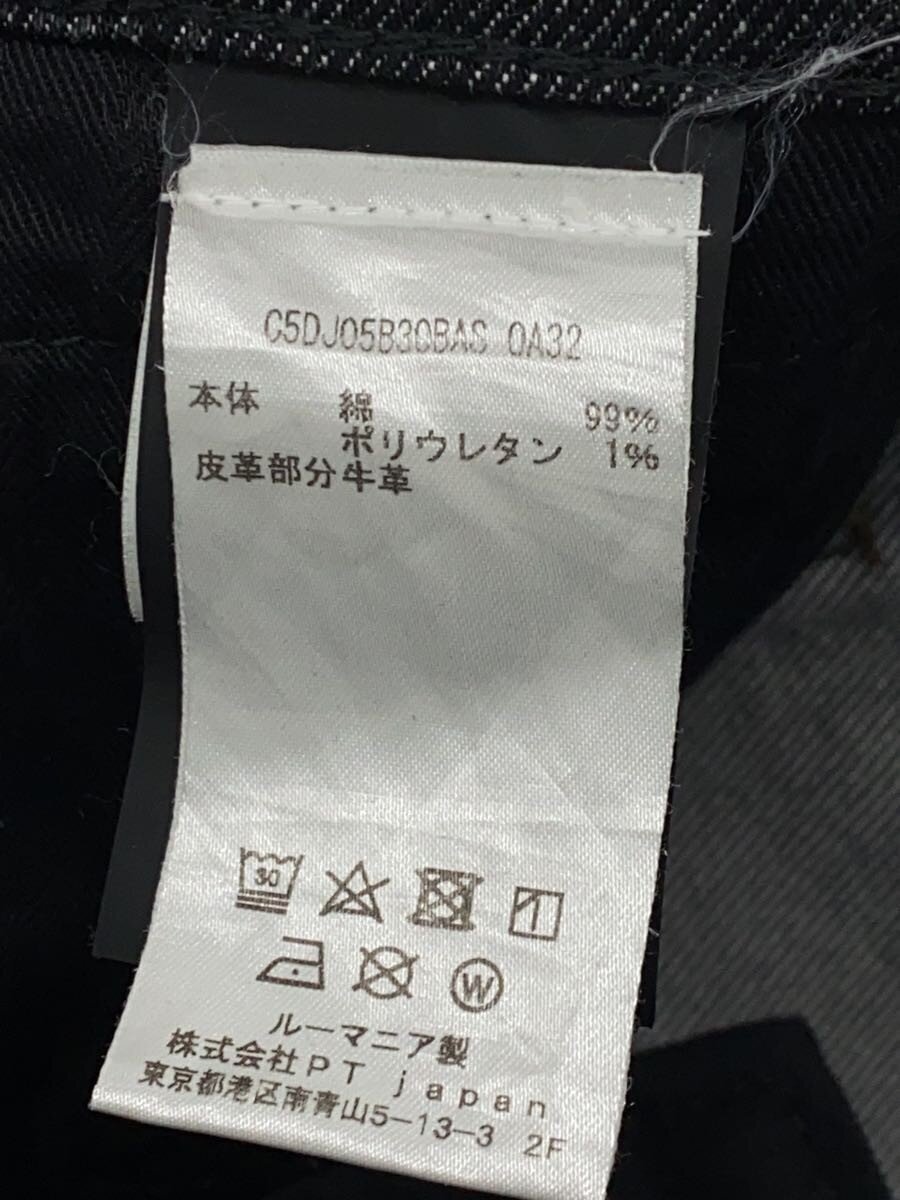 C5DJ05B30BAS 0A32
本体 綿 99%
ポリウレタン 1%
皮革部分牛革
30
W
ルーマニア製
株式会社PT japan
東京都港区南青山5-13-3 2F